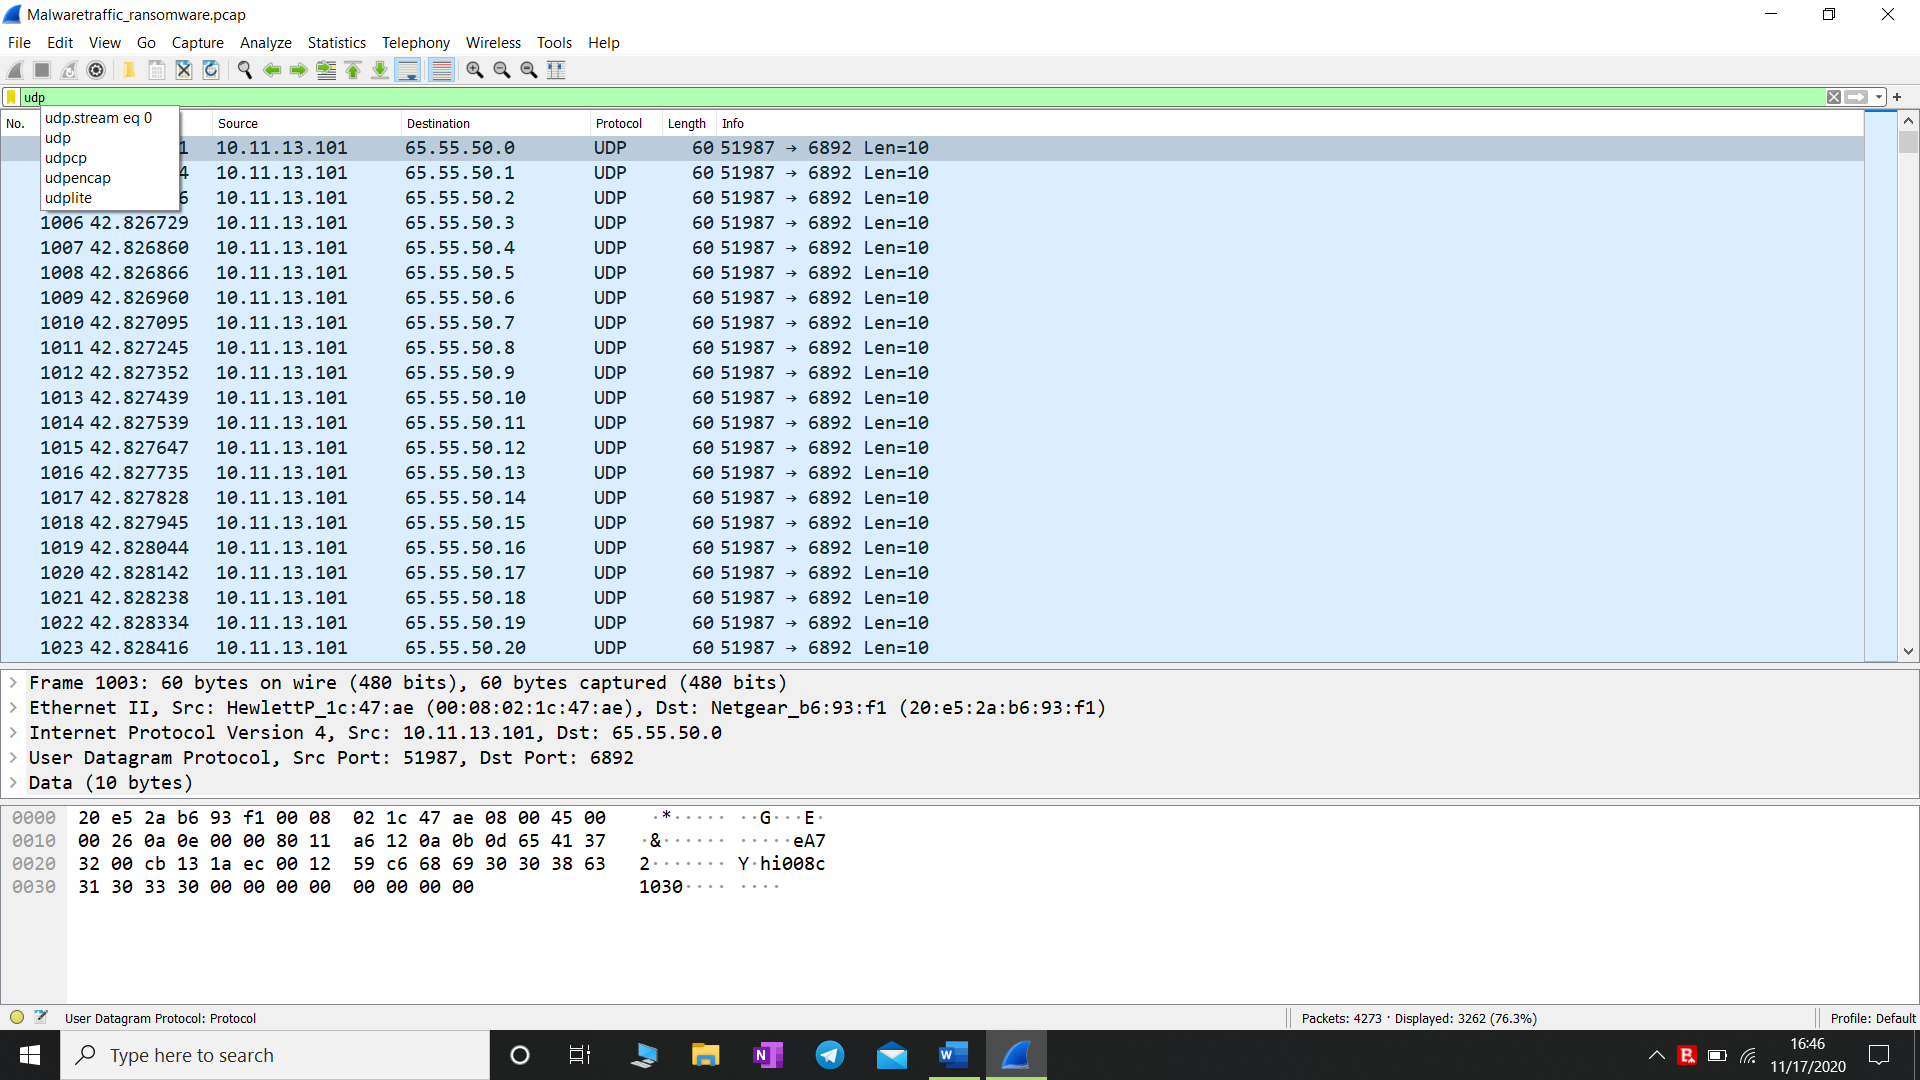 Malwaretraffic_ransomware.pcap
File Edit View Go Capture Analyze Statistics Telephony Wireless Tools Help
udp
udp.stream eq 0
udp
udpcp
udpencap
udplite
No. Source Destination Protocol Length Info
1 10.11.13.101 65.55.50.0 UDP 60 51987 → 6892 Len=10
4 10.11.13.101 65.55.50.1 UDP 60 51987 → 6892 Len=10
6 10.11.13.101 65.55.50.2 UDP 60 51987 → 6892 Len=10
1006 42.826729 10.11.13.101 65.55.50.3 UDP 60 51987 → 6892 Len=10
1007 42.826860 10.11.13.101 65.55.50.4 UDP 60 51987 → 6892 Len=10
1008 42.826866 10.11.13.101 65.55.50.5 UDP 60 51987 → 6892 Len=10
1009 42.826960 10.11.13.101 65.55.50.6 UDP 60 51987 → 6892 Len=10
1010 42.827095 10.11.13.101 65.55.50.7 UDP 60 51987 → 6892 Len=10
1011 42.827245 10.11.13.101 65.55.50.8 UDP 60 51987 → 6892 Len=10
1012 42.827352 10.11.13.101 65.55.50.9 UDP 60 51987 → 6892 Len=10
1013 42.827439 10.11.13.101 65.55.50.10 UDP 60 51987 → 6892 Len=10
1014 42.827539 10.11.13.101 65.55.50.11 UDP 60 51987 → 6892 Len=10
1015 42.827647 10.11.13.101 65.55.50.12 UDP 60 51987 → 6892 Len=10
1016 42.827735 10.11.13.101 65.55.50.13 UDP 60 51987 → 6892 Len=10
1017 42.827828 10.11.13.101 65.55.50.14 UDP 60 51987 → 6892 Len=10
1018 42.827945 10.11.13.101 65.55.50.15 UDP 60 51987 → 6892 Len=10
1019 42.828044 10.11.13.101 65.55.50.16 UDP 60 51987 → 6892 Len=10
1020 42.828142 10.11.13.101 65.55.50.17 UDP 60 51987 → 6892 Len=10
1021 42.828238 10.11.13.101 65.55.50.18 UDP 60 51987 → 6892 Len=10
1022 42.828334 10.11.13.101 65.55.50.19 UDP 60 51987 → 6892 Len=10
1023 42.828416 10.11.13.101 65.55.50.20 UDP 60 51987 → 6892 Len=10
Frame 1003: 60 bytes on wire (480 bits), 60 bytes captured (480 bits)
Ethernet II, Src: HewlettP_1c:47:ae (00:08:02:1c:47:ae), Dst: Netgear_b6:93:f1 (20:e5:2a:b6:93:f1)
Internet Protocol Version 4, Src: 10.11.13.101, Dst: 65.55.50.0
User Datagram Protocol, Src Port: 51987, Dst Port: 6892
Data (10 bytes)
0000 20 e5 2a b6 93 f1 00 08 02 1c 47 ae 08 00 45 00 ·*····· ··G···E·
0010 00 26 0a 0e 00 00 80 11 a6 12 0a 0b 0d 65 41 37 ·&······ ·····eA7
0020 32 00 cb 13 1a ec 00 12 59 c6 68 69 30 30 38 63 2······· Y·hi008c
0030 31 30 33 30 00 00 00 00 00 00 00 00 1030···· ····
User Datagram Protocol: Protocol Packets: 4273 · Displayed: 3262 (76.3%) Profile: Default
Type here to search
16:46
11/17/2020